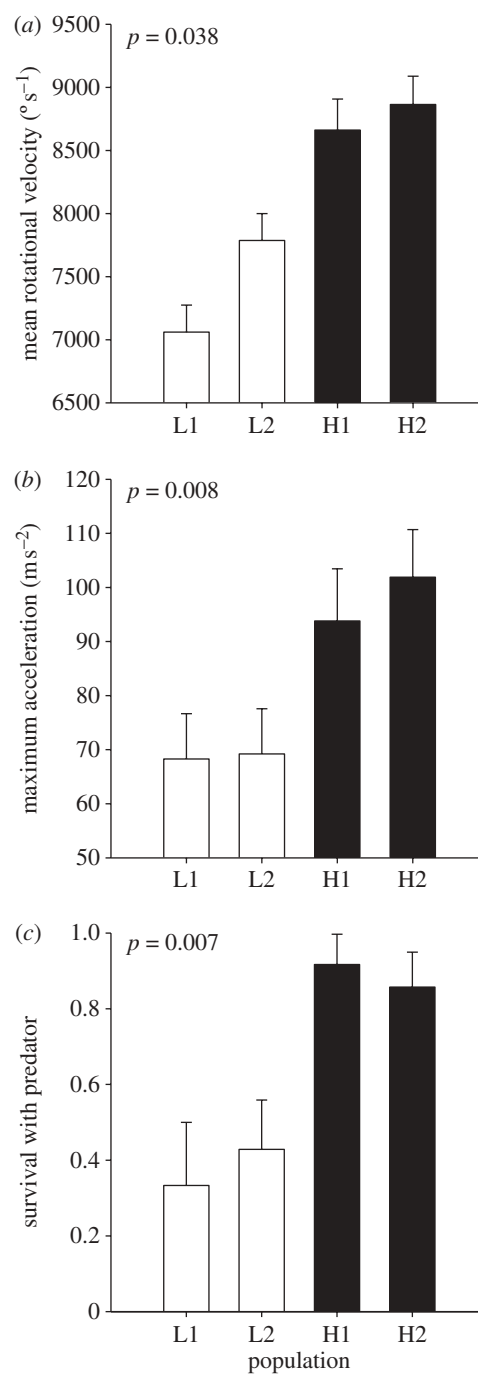 (a)
p = 0.038
mean rotational velocity (° s⁻¹)
9500
9000
8500
8000
7500
7000
6500
L1 L2 H1 H2
(b)
p = 0.008
maximum acceleration (m s⁻²)
120
110
100
90
80
70
60
50
L1 L2 H1 H2
(c)
p = 0.007
survival with predator
1.0
0.8
0.6
0.4
0.2
0
L1 L2 H1 H2
population